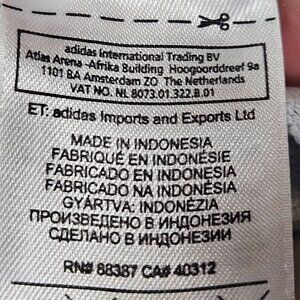 adidas International Trading BV
Atlas Arena -Afrika Building Hoogoorddreef 9a
1101 BA Amsterdam ZO The Netherlands
VAT NO. NL 8073.01.322.B.01
ET: adidas Imports and Exports Ltd
MADE IN INDONESIA
FABRIQUÉ EN INDONÉSIE
FABRICADO EN INDONESIA
FABRICADO NA INDONÉSIA
GYÁRTVA: INDONÉZIA
ПРОИЗВЕДЕНО В ИНДОНЕЗИЯ
СДЕЛАНО В ИНДОНЕЗИИ
RN# 88387 CA# 40312